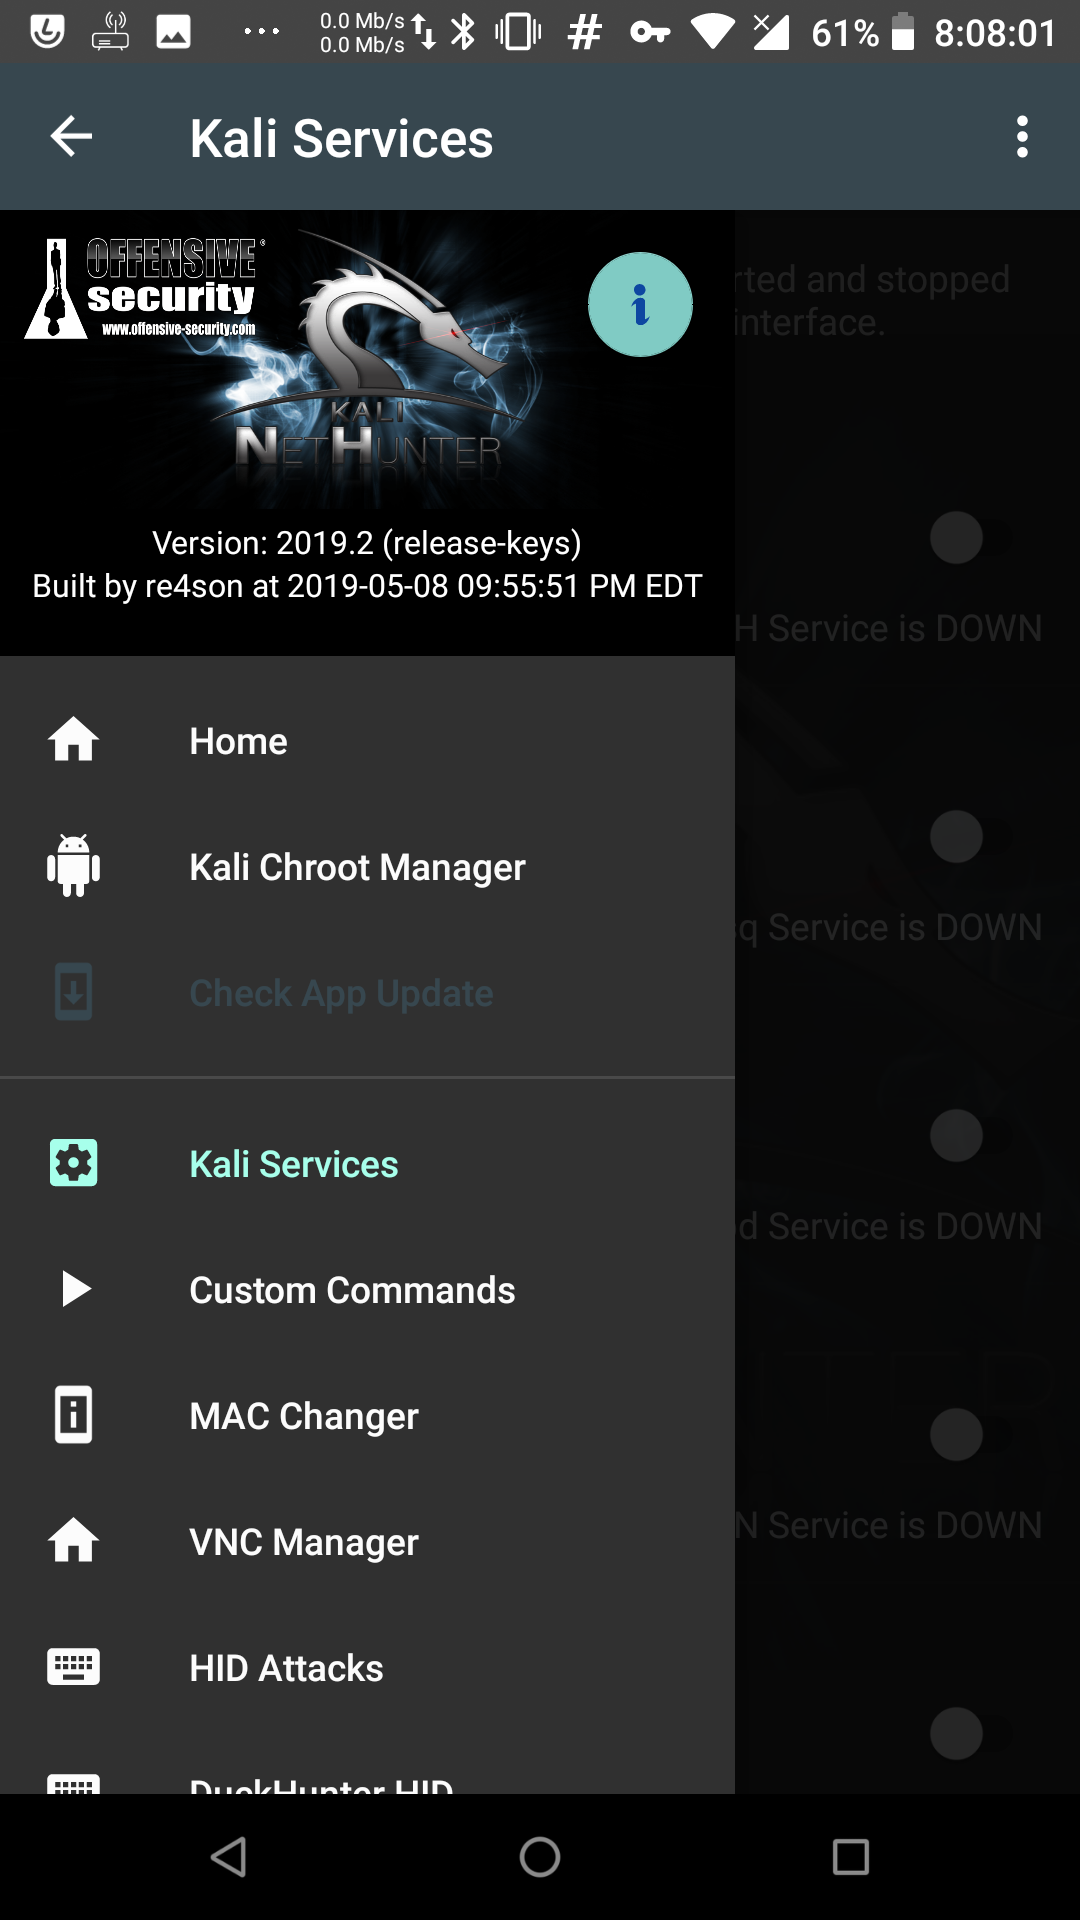 0.0 Mb/s
0.0 Mb/s
61%
8:08:01
Kali Services
OFFENSIVE®
security
www.offensive-security.com
KALI
NETHUNTER
Version: 2019.2 (release-keys)
Built by re4son at 2019-05-08 09:55:51 PM EDT
rted and stopped
interface.
H Service is DOWN
q Service is DOWN
d Service is DOWN
N Service is DOWN
Home
Kali Chroot Manager
Check App Update
Kali Services
Custom Commands
MAC Changer
VNC Manager
HID Attacks
DuckHunter HID